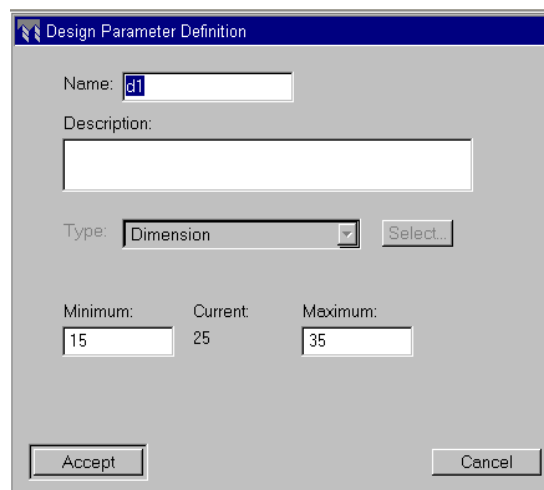 Design Parameter Definition
Name: d1
Description:
Type: Dimension Select...
Minimum: Current: Maximum:
15 25 35
Accept Cancel